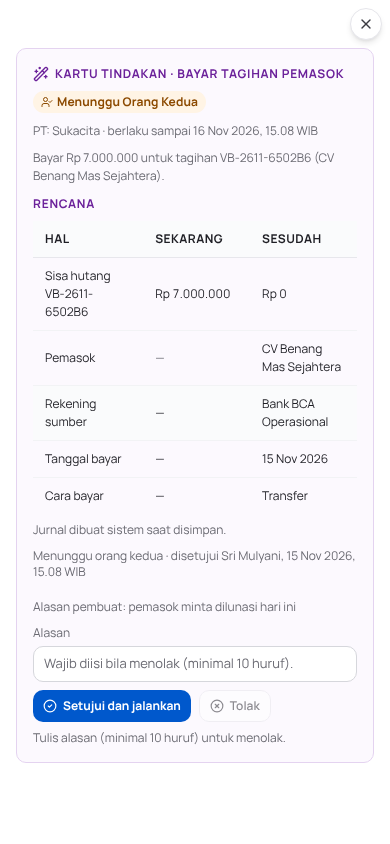 KARTU TINDAKAN · BAYAR TAGIHAN PEMASOK
Menunggu Orang Kedua
PT: Sukacita · berlaku sampai 16 Nov 2026, 15.08 WIB
Bayar Rp 7.000.000 untuk tagihan VB-2611-6502B6 (CV
Benang Mas Sejahtera).
RENCANA
HAL SEKARANG SESUDAH
Sisa hutang
VB-2611-
6502B6
Rp 7.000.000 Rp 0
Pemasok — CV Benang
Mas Sejahtera
Rekening
sumber
— Bank BCA
Operasional
Tanggal bayar — 15 Nov 2026
Cara bayar — Transfer
Jurnal dibuat sistem saat disimpan.
Menunggu orang kedua · disetujui Sri Mulyani, 15 Nov 2026,
15.08 WIB
Alasan pembuat: pemasok minta dilunasi hari ini
Alasan
Wajib diisi bila menolak (minimal 10 huruf).
Setujui dan jalankan Tolak
Tulis alasan (minimal 10 huruf) untuk menolak.